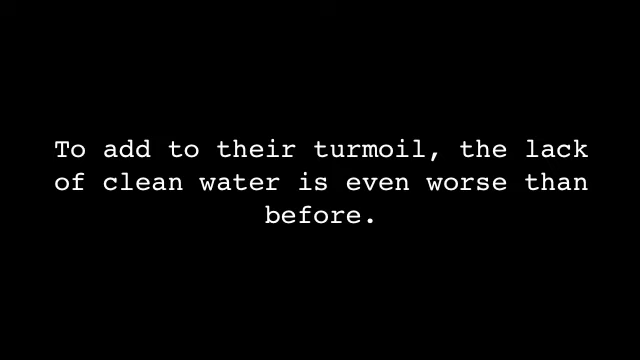 To add to their turmoil, the lack
of clean water is even worse than
before.